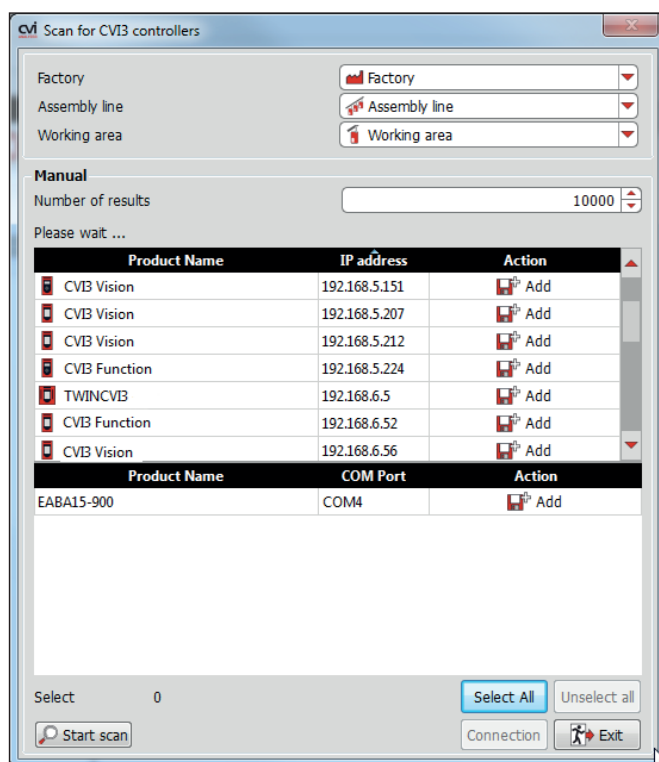 cvi Scan for CVI3 controllers
Factory Factory
Assembly line Assembly line
Working area Working area
Manual
Number of results 10000
Please wait ...
Product Name IP address Action
CVI3 Vision 192.168.5.151 Add
CVI3 Vision 192.168.5.207 Add
CVI3 Vision 192.168.5.212 Add
CVI3 Function 192.168.5.224 Add
TWINCVI3 192.168.6.5 Add
CVI3 Function 192.168.6.52 Add
CVI3 Vision 192.168.6.56 Add
Product Name COM Port Action
EABA15-900 COM4 Add
Select 0 Select All Unselect all
Start scan Connection Exit